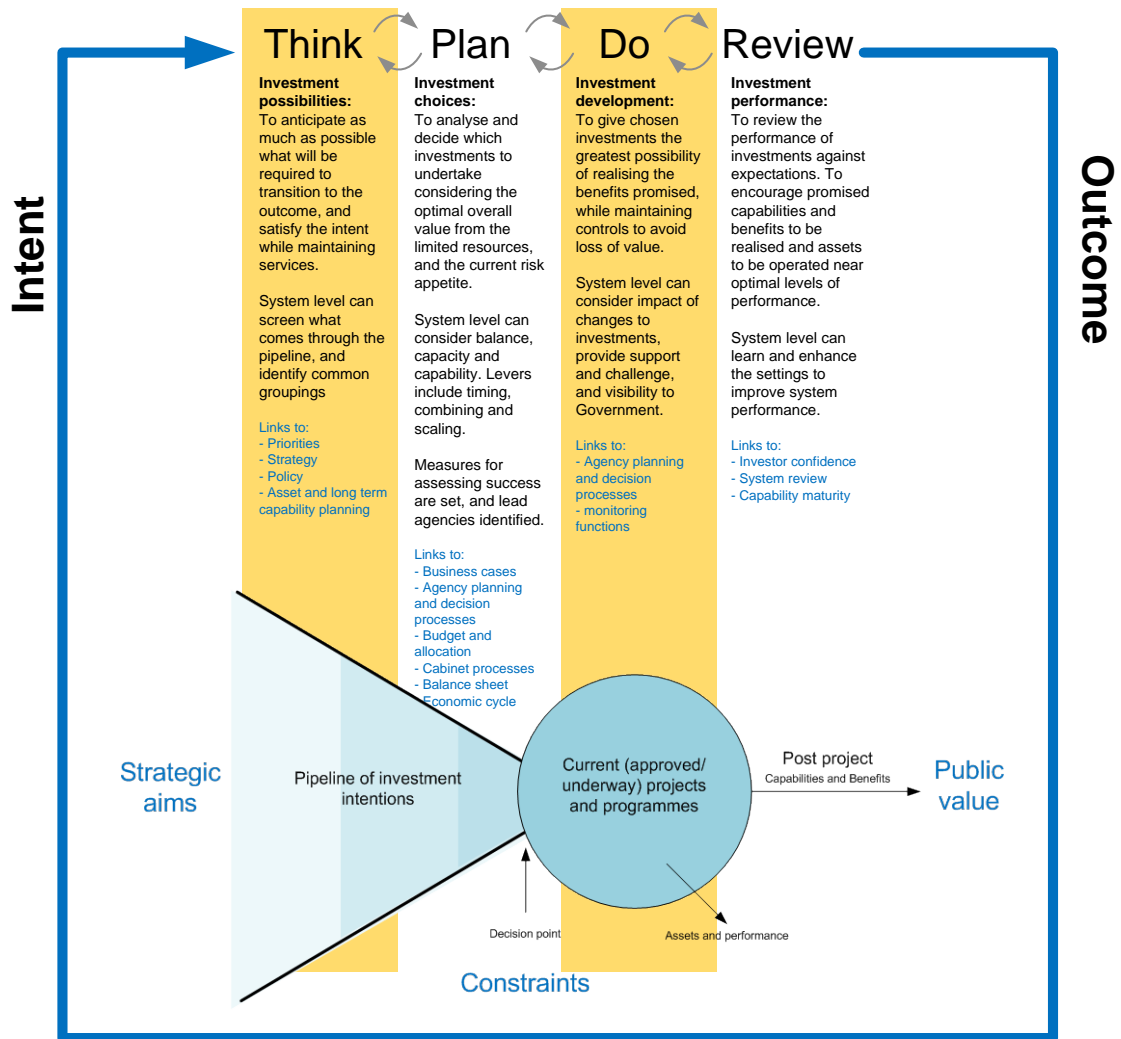 Think
Plan
Do
Review
Intent
Investment
possibilities:
To anticipate as
much as possible
what will be
required to
transition to the
outcome, and
satisfy the intent
while maintaining
services.
System level can
screen what
comes through the
pipeline, and
identify common
groupings
Links to:
- Priorities
- Strategy
- Policy
- Asset and long term
capability planning
Investment
choices:
To analyse and
decide which
investments to
undertake
considering the
optimal overall
value from the
limited resources,
and the current risk
appetite.
System level can
consider balance,
capacity and
capability. Levers
include timing,
combining and
scaling.
Measures for
assessing success
are set, and lead
agencies identified.
Links to:
- Business cases
- Agency planning
and decision
processes
- Budget and
allocation
- Cabinet processes
- Balance sheet
- Economic cycle
Investment
development:
To give chosen
investments the
greatest possibility
of realising the
benefits promised,
while maintaining
controls to avoid
loss of value.
System level can
consider impact of
changes to
investments,
provide support
and challenge,
and visibility to
Government.
Links to:
- Agency planning
and decision
processes
- monitoring
functions
Investment
performance:
To review the
performance of
investments against
expectations. To
encourage promised
capabilities and
benefits to be
realised and assets
to be operated near
optimal levels of
performance.
System level can
learn and enhance
the settings to
improve system
performance.
Links to:
- Investor confidence
- System review
- Capability maturity
Outcome
Strategic
aims
Pipeline of investment
intentions
Current (approved/
underway) projects
and programmes
Post project
Capabilities and Benefits
Public
value
Decision point
Assets and performance
Constraints